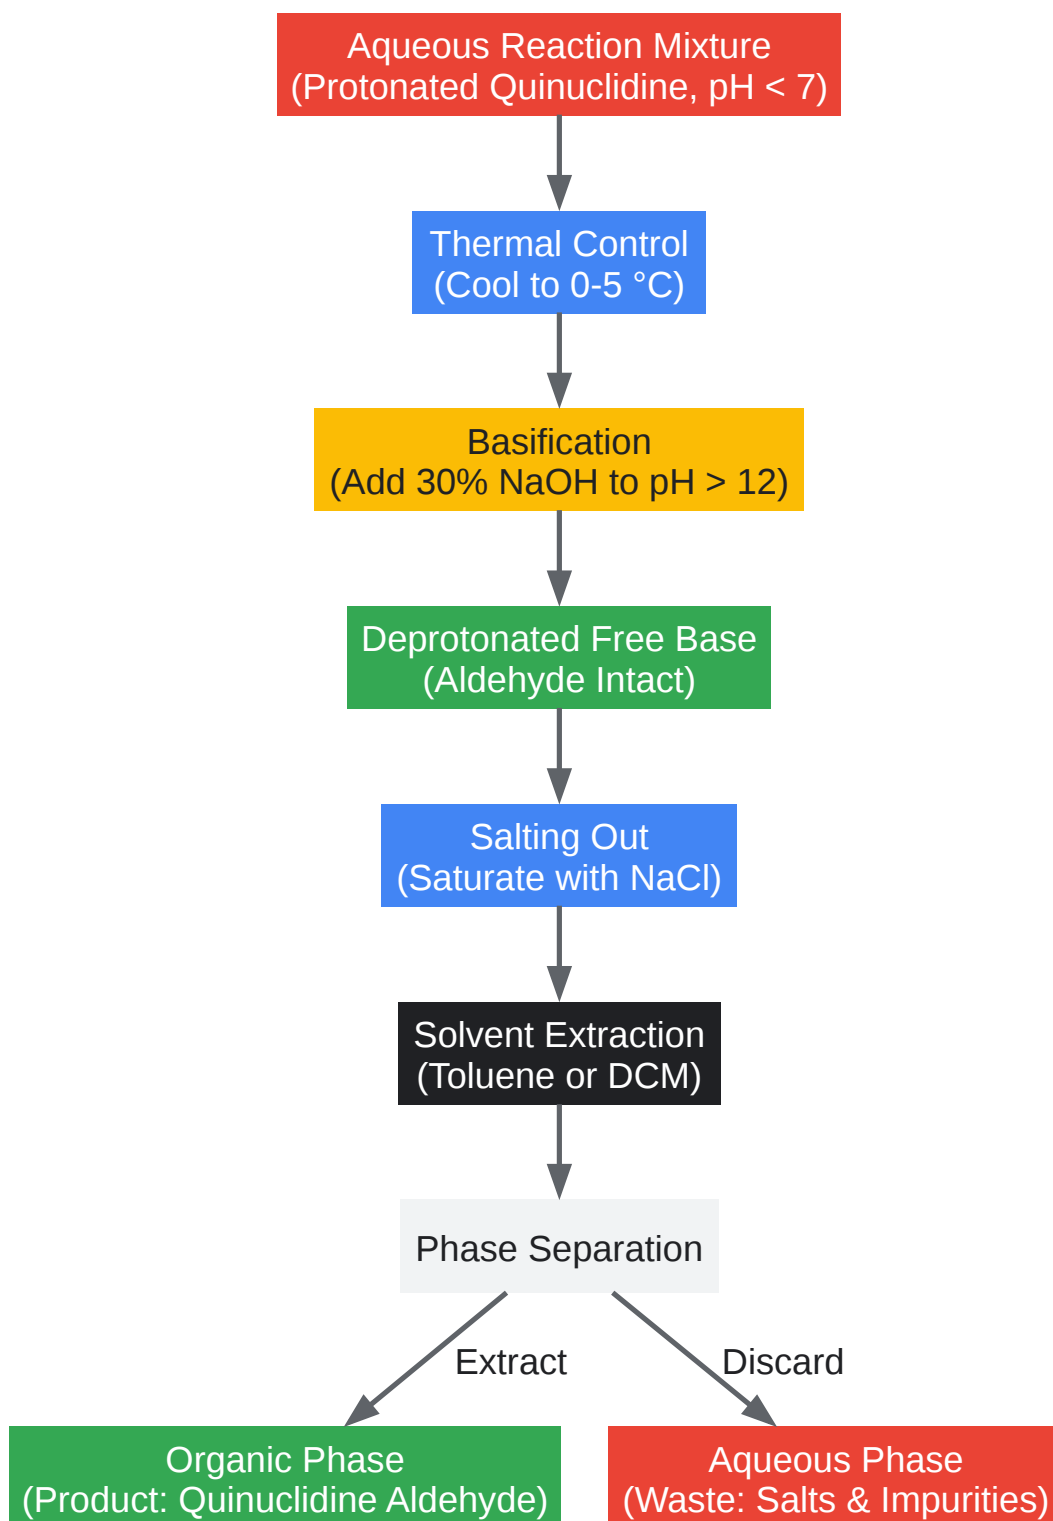 Aqueous Reaction Mixture
(Protonated Quinuclidine, pH < 7)
Thermal Control
(Cool to 0-5 °C)
Basification
(Add 30% NaOH to pH > 12)
Deprotonated Free Base
(Aldehyde Intact)
Salting Out
(Saturate with NaCl)
Solvent Extraction
(Toluene or DCM)
Phase Separation
Extract
Discard
Organic Phase
(Product: Quinuclidine Aldehyde)
Aqueous Phase
(Waste: Salts & Impurities)